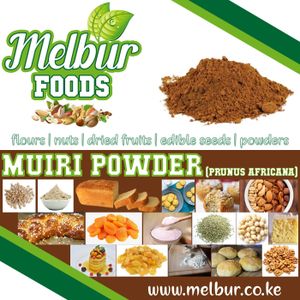 Melbur
FOODS
flours | nuts | dried fruits | edible seeds | powders
MUIRI POWDER (PRUNUS AFRICANA)
www.melbur.co.ke